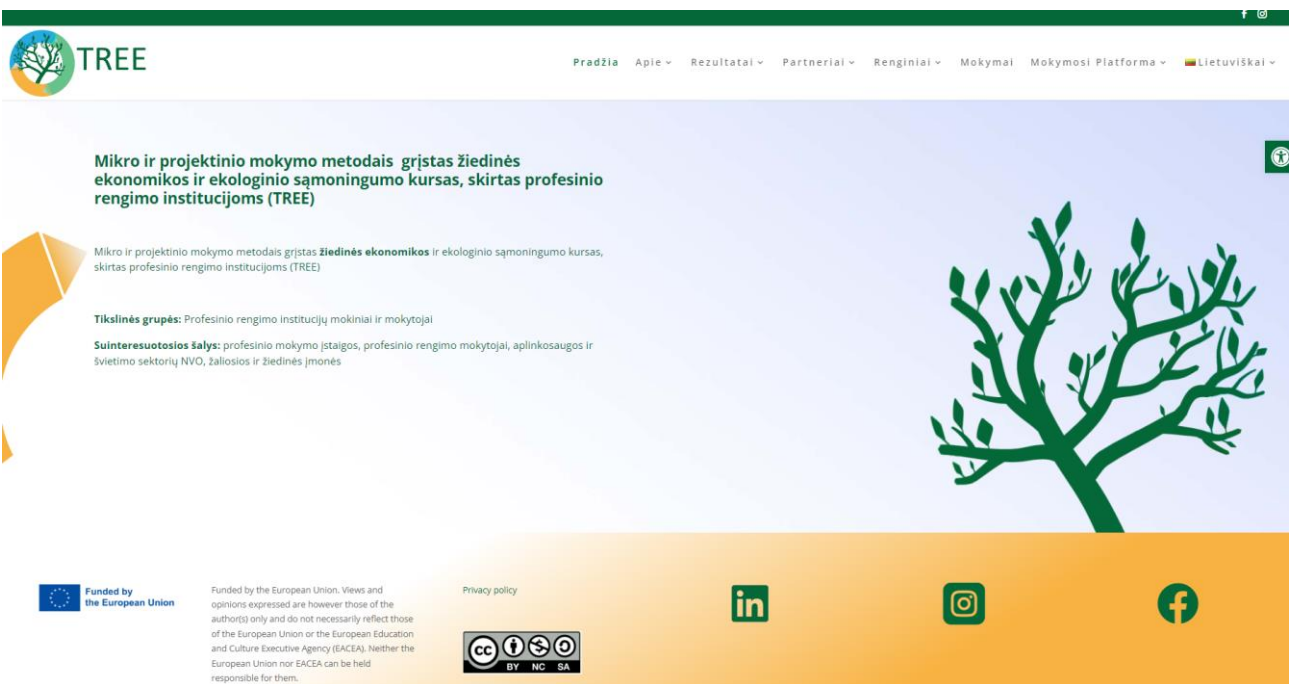 TREE
Pradžia Apie Rezultatai Partneriai Renginiai Mokymai Mokymosi Platforma Lietuviškai
Mikro ir projektinio mokymo metodais grįstas žiedinės
ekonomikos ir ekologinio sąmoningumo kursas, skirtas profesinio
rengimo institucijoms (TREE)
Mikro ir projektinio mokymo metodais grįstas žiedinės ekonomikos ir ekologinio sąmoningumo kursas,
skirtas profesinio rengimo institucijoms (TREE)
Tikslinės grupės: Profesinio rengimo institucijų mokiniai ir mokytojai
Suinteresuotosios šalys: profesinio mokymo įstaigos, profesinio rengimo mokytojai, aplinkosaugos ir
švietimo sektorių NVO, žaliosios ir žiedinės įmonės
Funded by
the European Union
Funded by the European Union. Views and
opinions expressed are however those of the
author(s) only and do not necessarily reflect those
of the European Union or the European Education
and Culture Executive Agency (EACEA). Neither the
European Union nor EACEA can be held
responsible for them.
Privacy policy
cc
BY NC SA
in